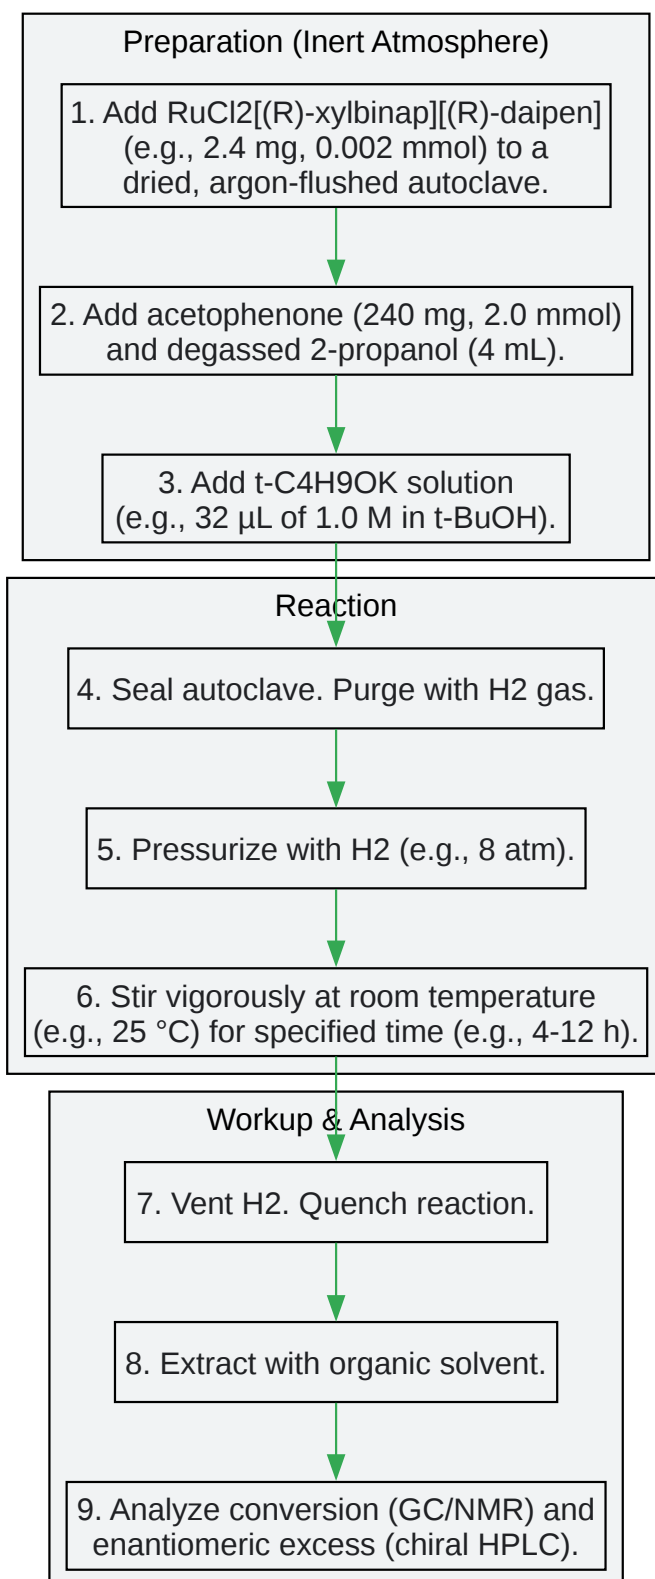 Preparation (Inert Atmosphere)
1. Add RuCl2[(R)-xylbinap][(R)-daipen]
(e.g., 2.4 mg, 0.002 mmol) to a
dried, argon-flushed autoclave.
2. Add acetophenone (240 mg, 2.0 mmol)
and degassed 2-propanol (4 mL).
3. Add t-C4H9OK solution
(e.g., 32 µL of 1.0 M in t-BuOH).
Reaction
4. Seal autoclave. Purge with H2 gas.
5. Pressurize with H2 (e.g., 8 atm).
6. Stir vigorously at room temperature
(e.g., 25 °C) for specified time (e.g., 4-12 h).
Workup & Analysis
7. Vent H2. Quench reaction.
8. Extract with organic solvent.
9. Analyze conversion (GC/NMR) and
enantiomeric excess (chiral HPLC).